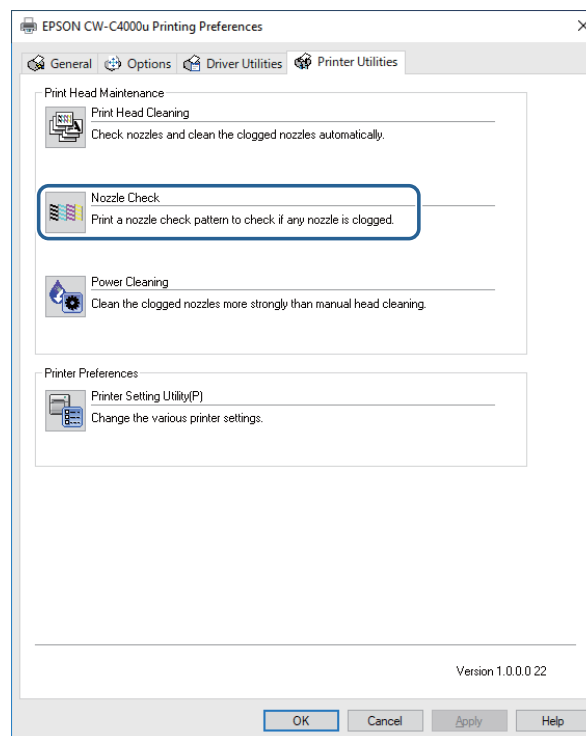 EPSON CW-C4000u Printing Preferences
General Options Driver Utilities Printer Utilities
Print Head Maintenance
Print Head Cleaning
Check nozzles and clean the clogged nozzles automatically.
Nozzle Check
Print a nozzle check pattern to check if any nozzle is clogged.
Power Cleaning
Clean the clogged nozzles more strongly than manual head cleaning.
Printer Preferences
Printer Setting Utility(P)
Change the various printer settings.
Version 1.0.0.0 22
OK Cancel Apply Help